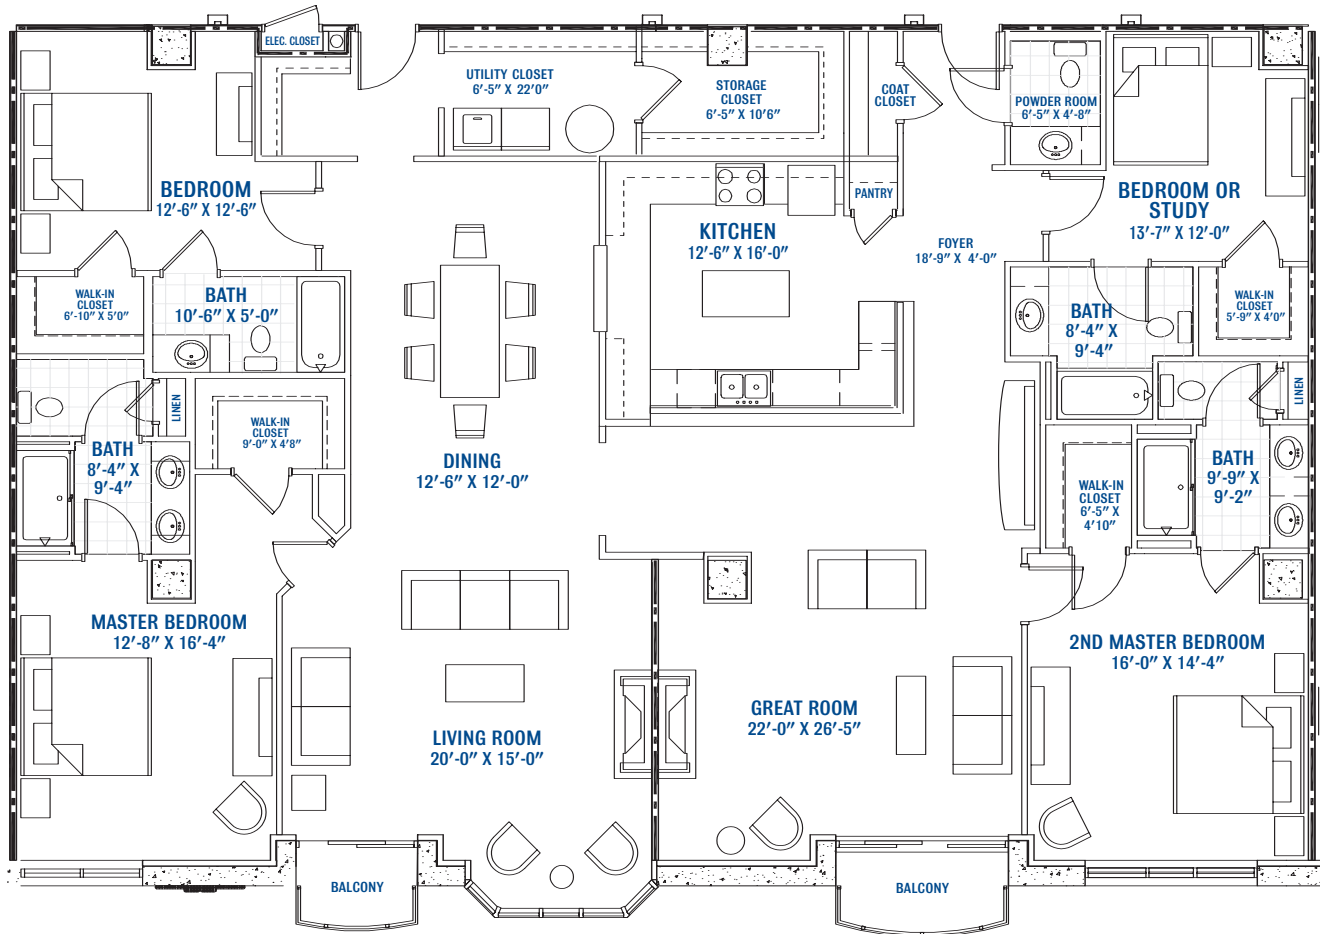 ELEC. CLOSET
UTILITY CLOSET
6'-5" X 22'0"
STORAGE
CLOSET
6'-5" X 10'6"
COAT
CLOSET
POWDER ROOM
6'-5" X 4'-8"
BEDROOM
12'-6" X 12'-6"
PANTRY
BEDROOM OR
STUDY
13'-7" X 12'-0"
KITCHEN
12'-6" X 16'-0"
FOYER
18'-9" X 4'-0"
WALK-IN
CLOSET
6'-10" X 5'0"
BATH
10'-6" X 5'-0"
BATH
8'-4" X
9'-4"
WALK-IN
CLOSET
5'-9" X 4'0"
LINEN
LINEN
WALK-IN
CLOSET
9'-0" X 4'8"
BATH
8'-4" X
9'-4"
DINING
12'-6" X 12'-0"
WALK-IN
CLOSET
6'-5" X
4'10"
BATH
9'-9" X
9'-2"
MASTER BEDROOM
12'-8" X 16'-4"
2ND MASTER BEDROOM
16'-0" X 14'-4"
LIVING ROOM
20'-0" X 15'-0"
GREAT ROOM
22'-0" X 26'-5"
BALCONY
BALCONY